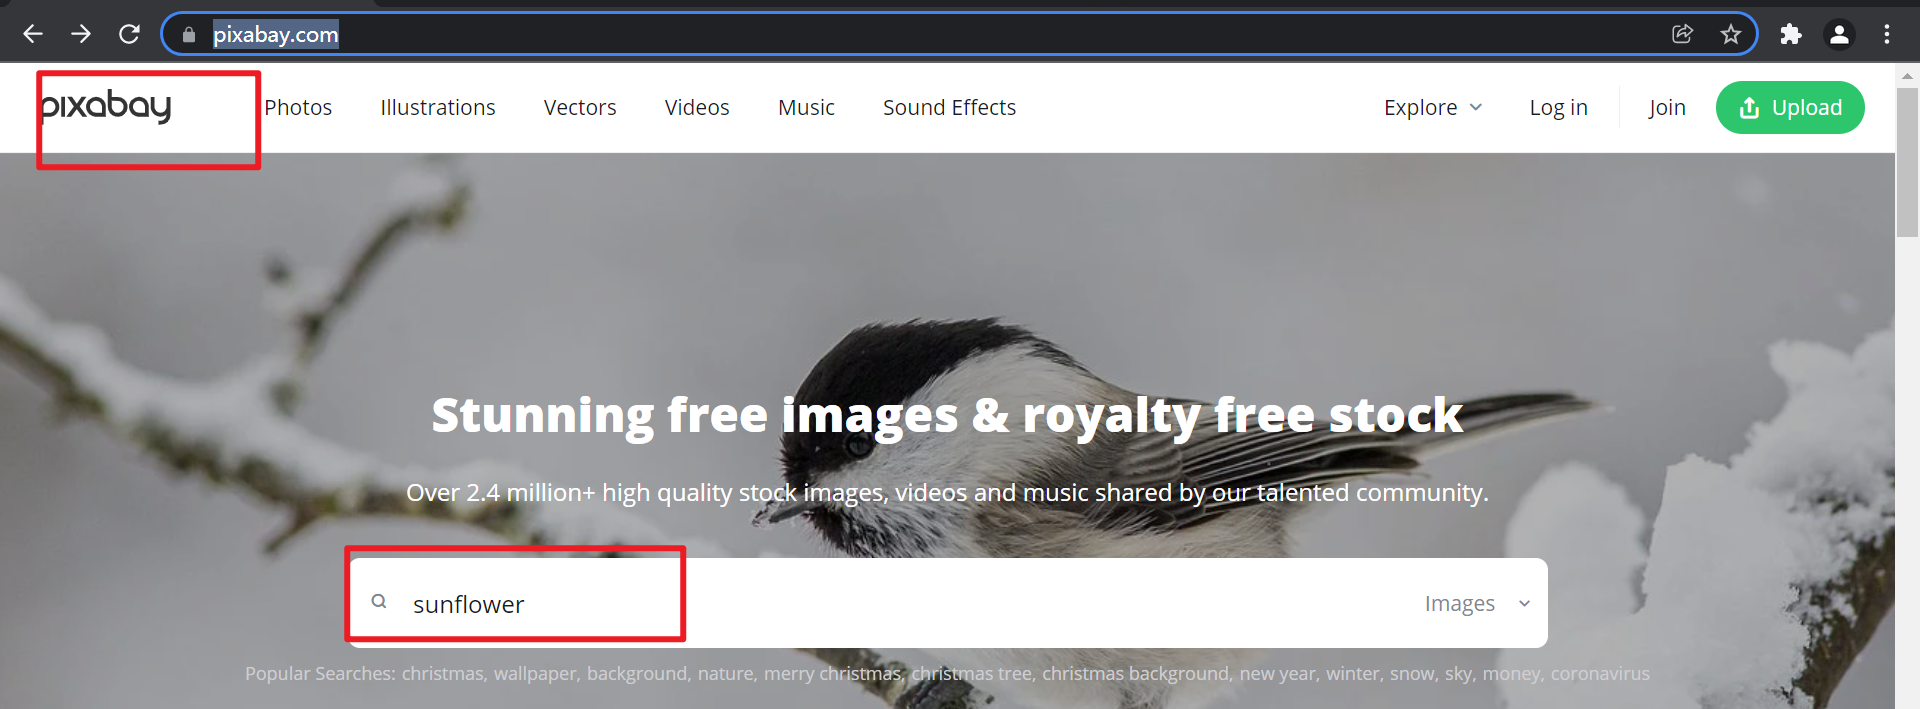 pixabay.com
pixabay Photos Illustrations Vectors Videos Music Sound Effects Explore Log in Join Upload
Stunning free images & royalty free stock
Over 2.4 million+ high quality stock images, videos and music shared by our talented community.
sunflower Images
Popular Searches: christmas, wallpaper, background, nature, merry christmas, christmas tree, christmas background, new year, winter, snow, sky, money, coronavirus